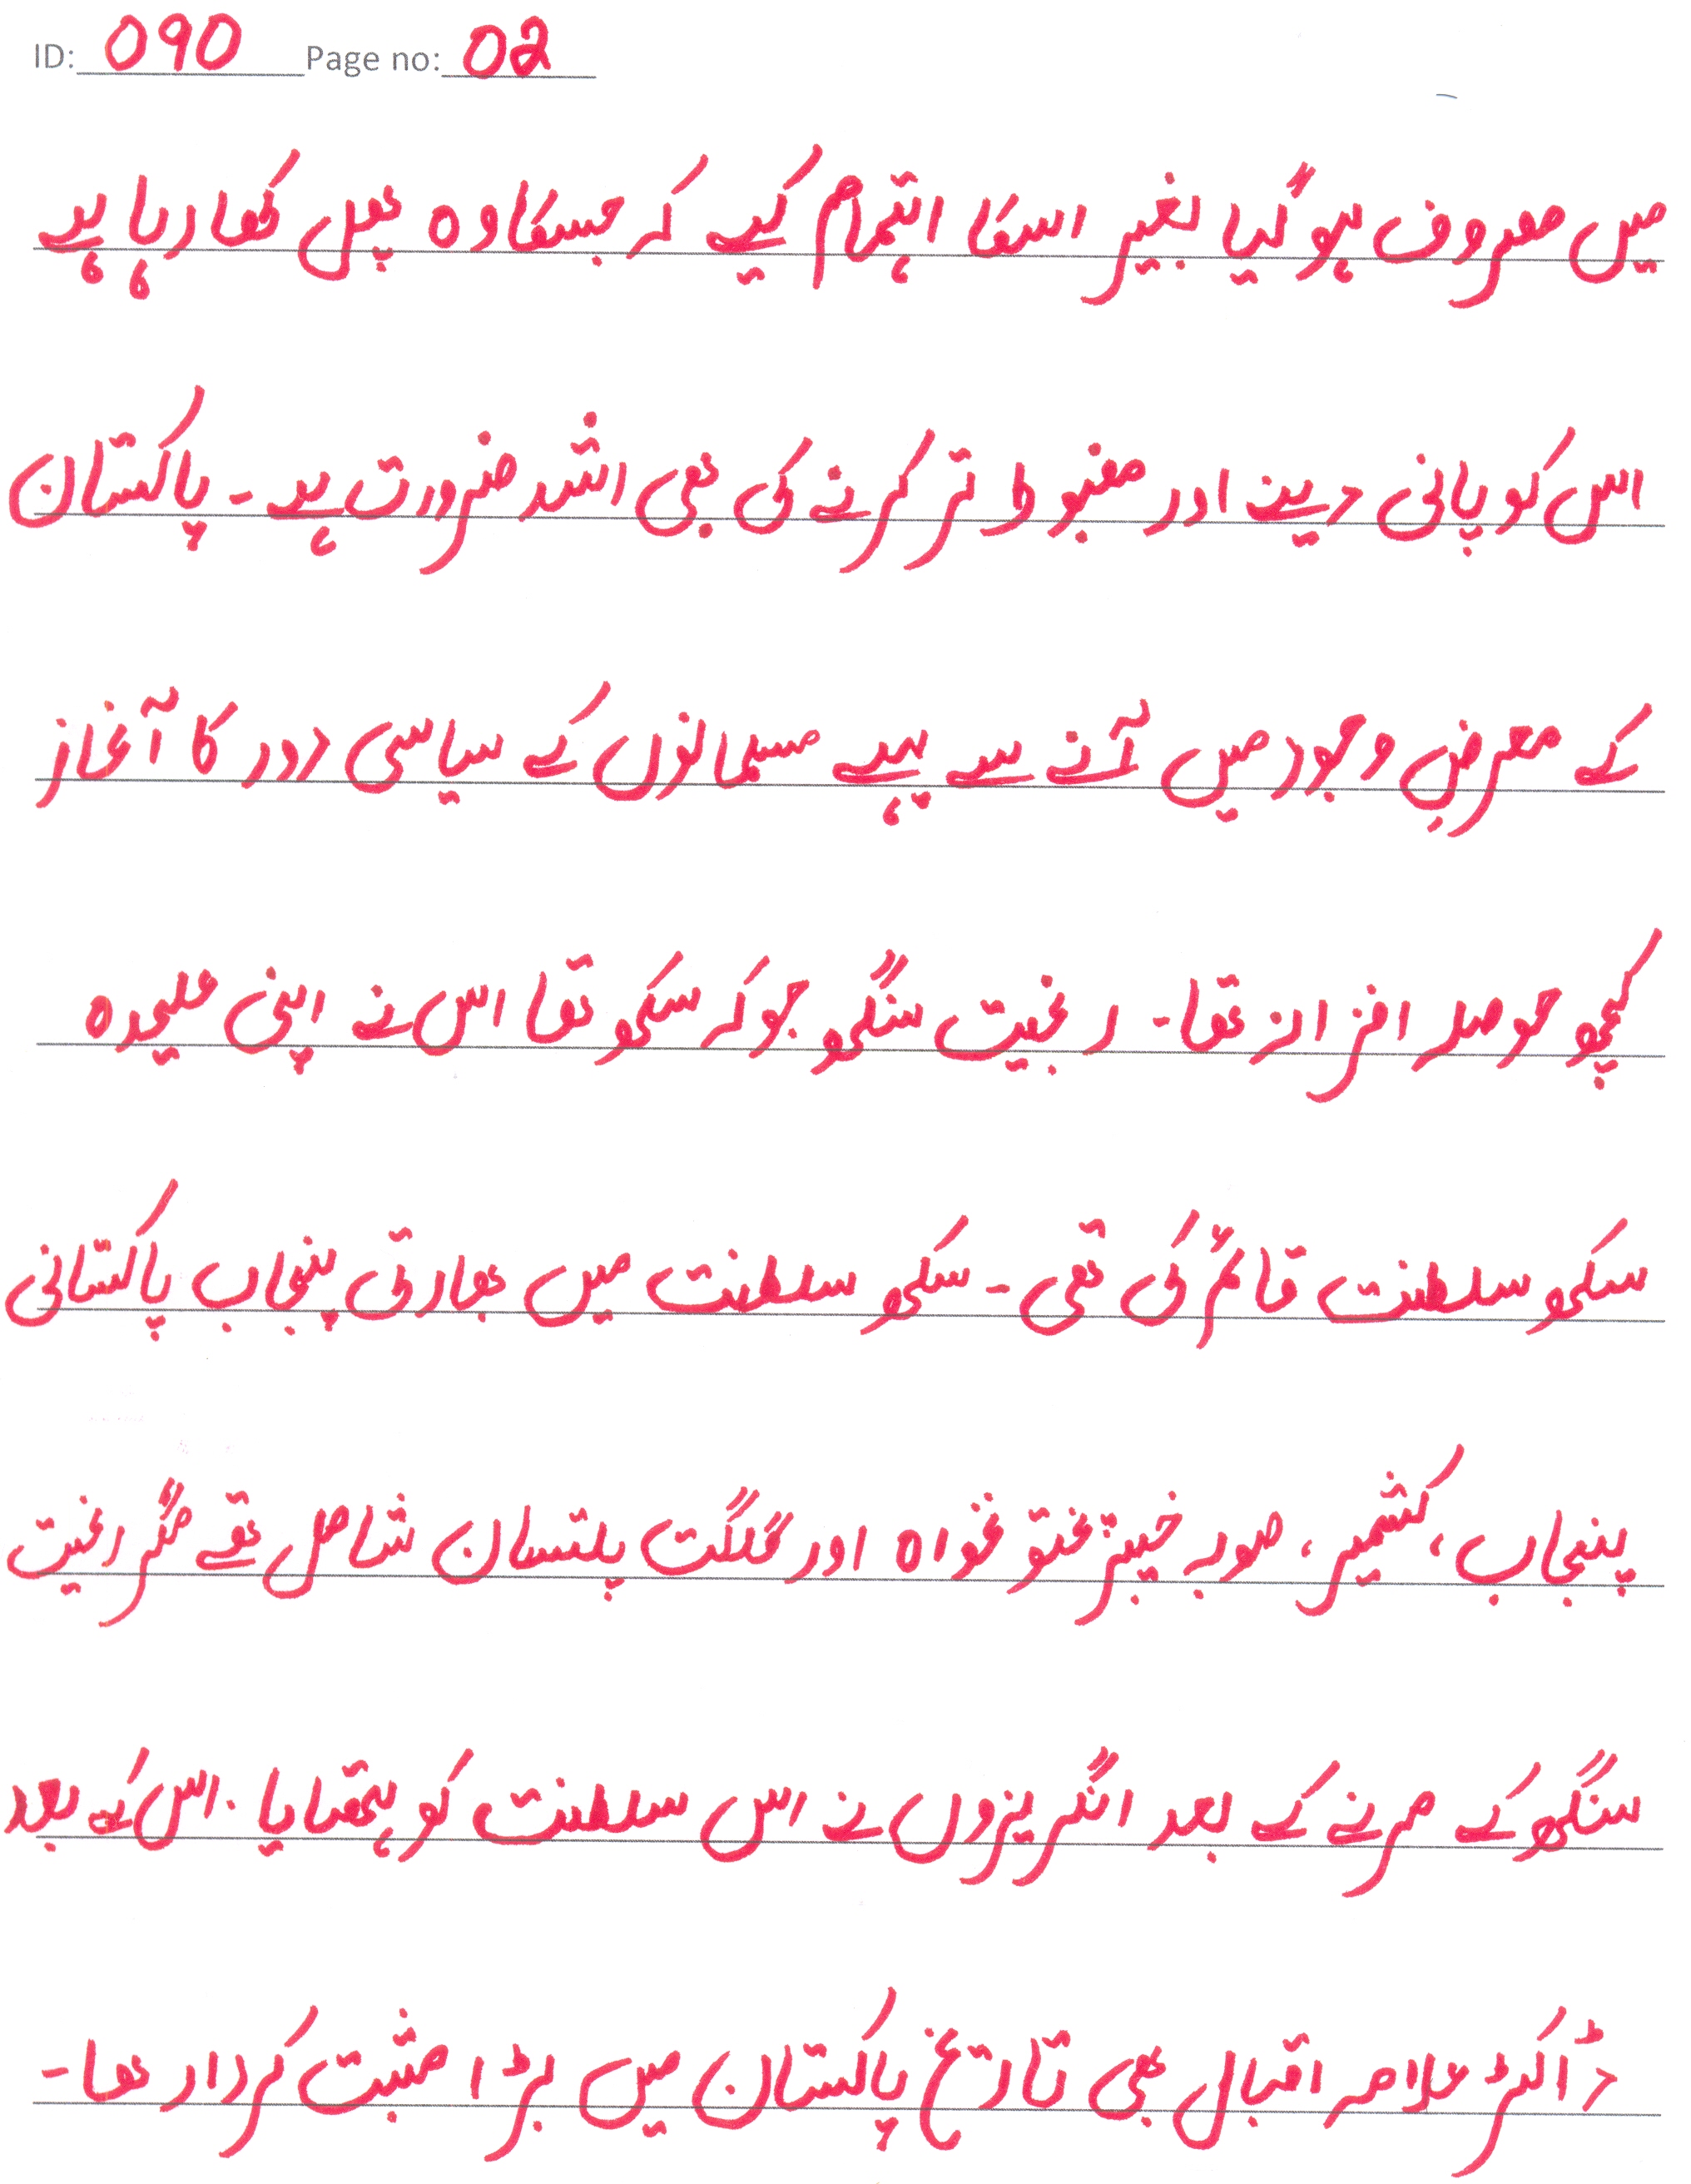 ID: 090 Page no: 02
میں معروف ہو گیا بغیر اسکا اہتمام کیے کہ جسکا وہ پھل کھا رہا ہے
اس کو پانی دینے اور مضبوط تر کرنے کی بھی اشد ضرورت ہے ۔ پاکستان
کے معرض وجود میں آنے سے پہلے مسلمانوں کے سیاسی دور کا آغاز
کچھ حوصلہ افزا نہ تھا ۔ رنجیت سنگھ جو کہ سکھ تھا اس نے اپنی علیحدہ
سکھ سلطنت قائم کی تھی ۔ سکھ سلطنت میں بھارتی پنجاب پاکستانی
پنجاب ، کشمیر ، صوبہ خیبر پختونخواہ اور گلگت بلتستان شامل تھے مگر رنجیت
سنگھ کے مرنے کے بعد انگریزوں نے اس سلطنت کو ہتھیایا ۔ اس کے بعد
ڈاکٹر علامہ اقبال بھی تاریخ پاکستان میں بڑا مثبت کردار تھا ۔